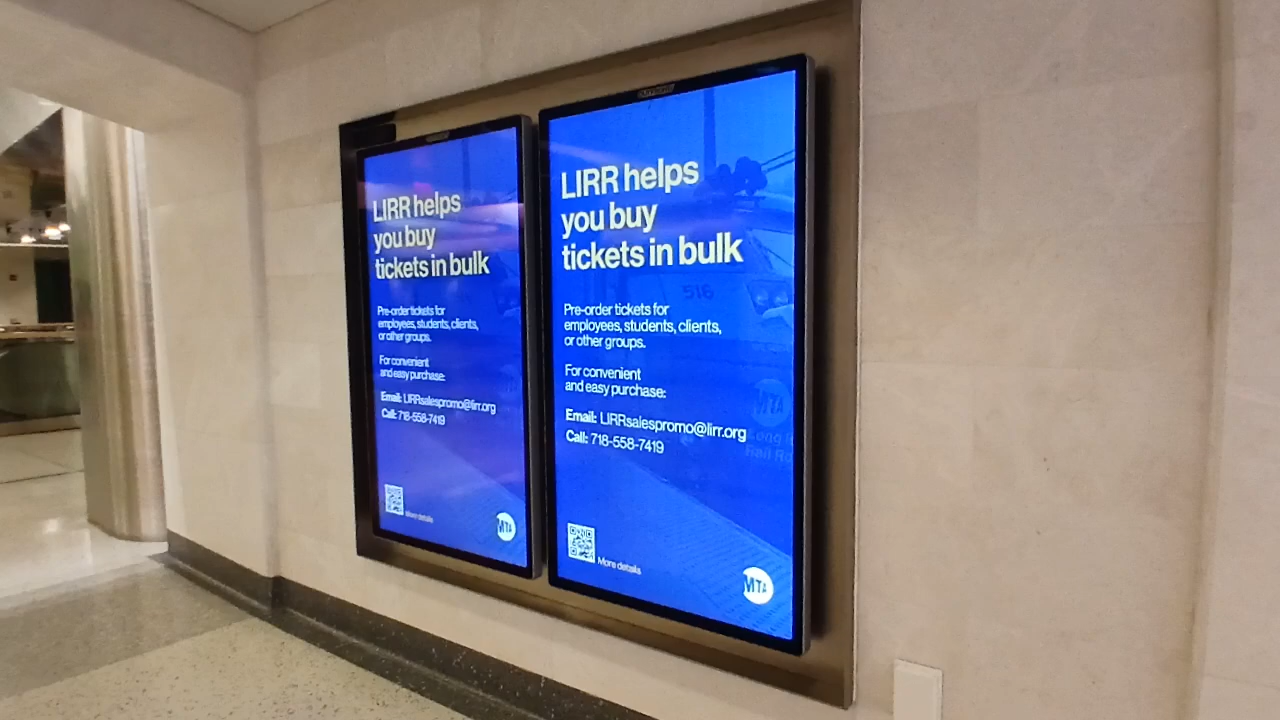 LIRR helps
you buy
tickets in bulk
Pre-order tickets for
employees, students, clients,
or other groups.
For convenient
and easy purchase:
Email: LIRRsalespromo@lirr.org
Call: 718-558-7419
More details
MTA
LIRR helps
you buy
tickets in bulk
516
Pre-order tickets for
employees, students, clients,
or other groups.
For convenient
and easy purchase:
MTA
Email: LIRRsalespromo@lirr.org
Call: 718-558-7419
More details
MTA